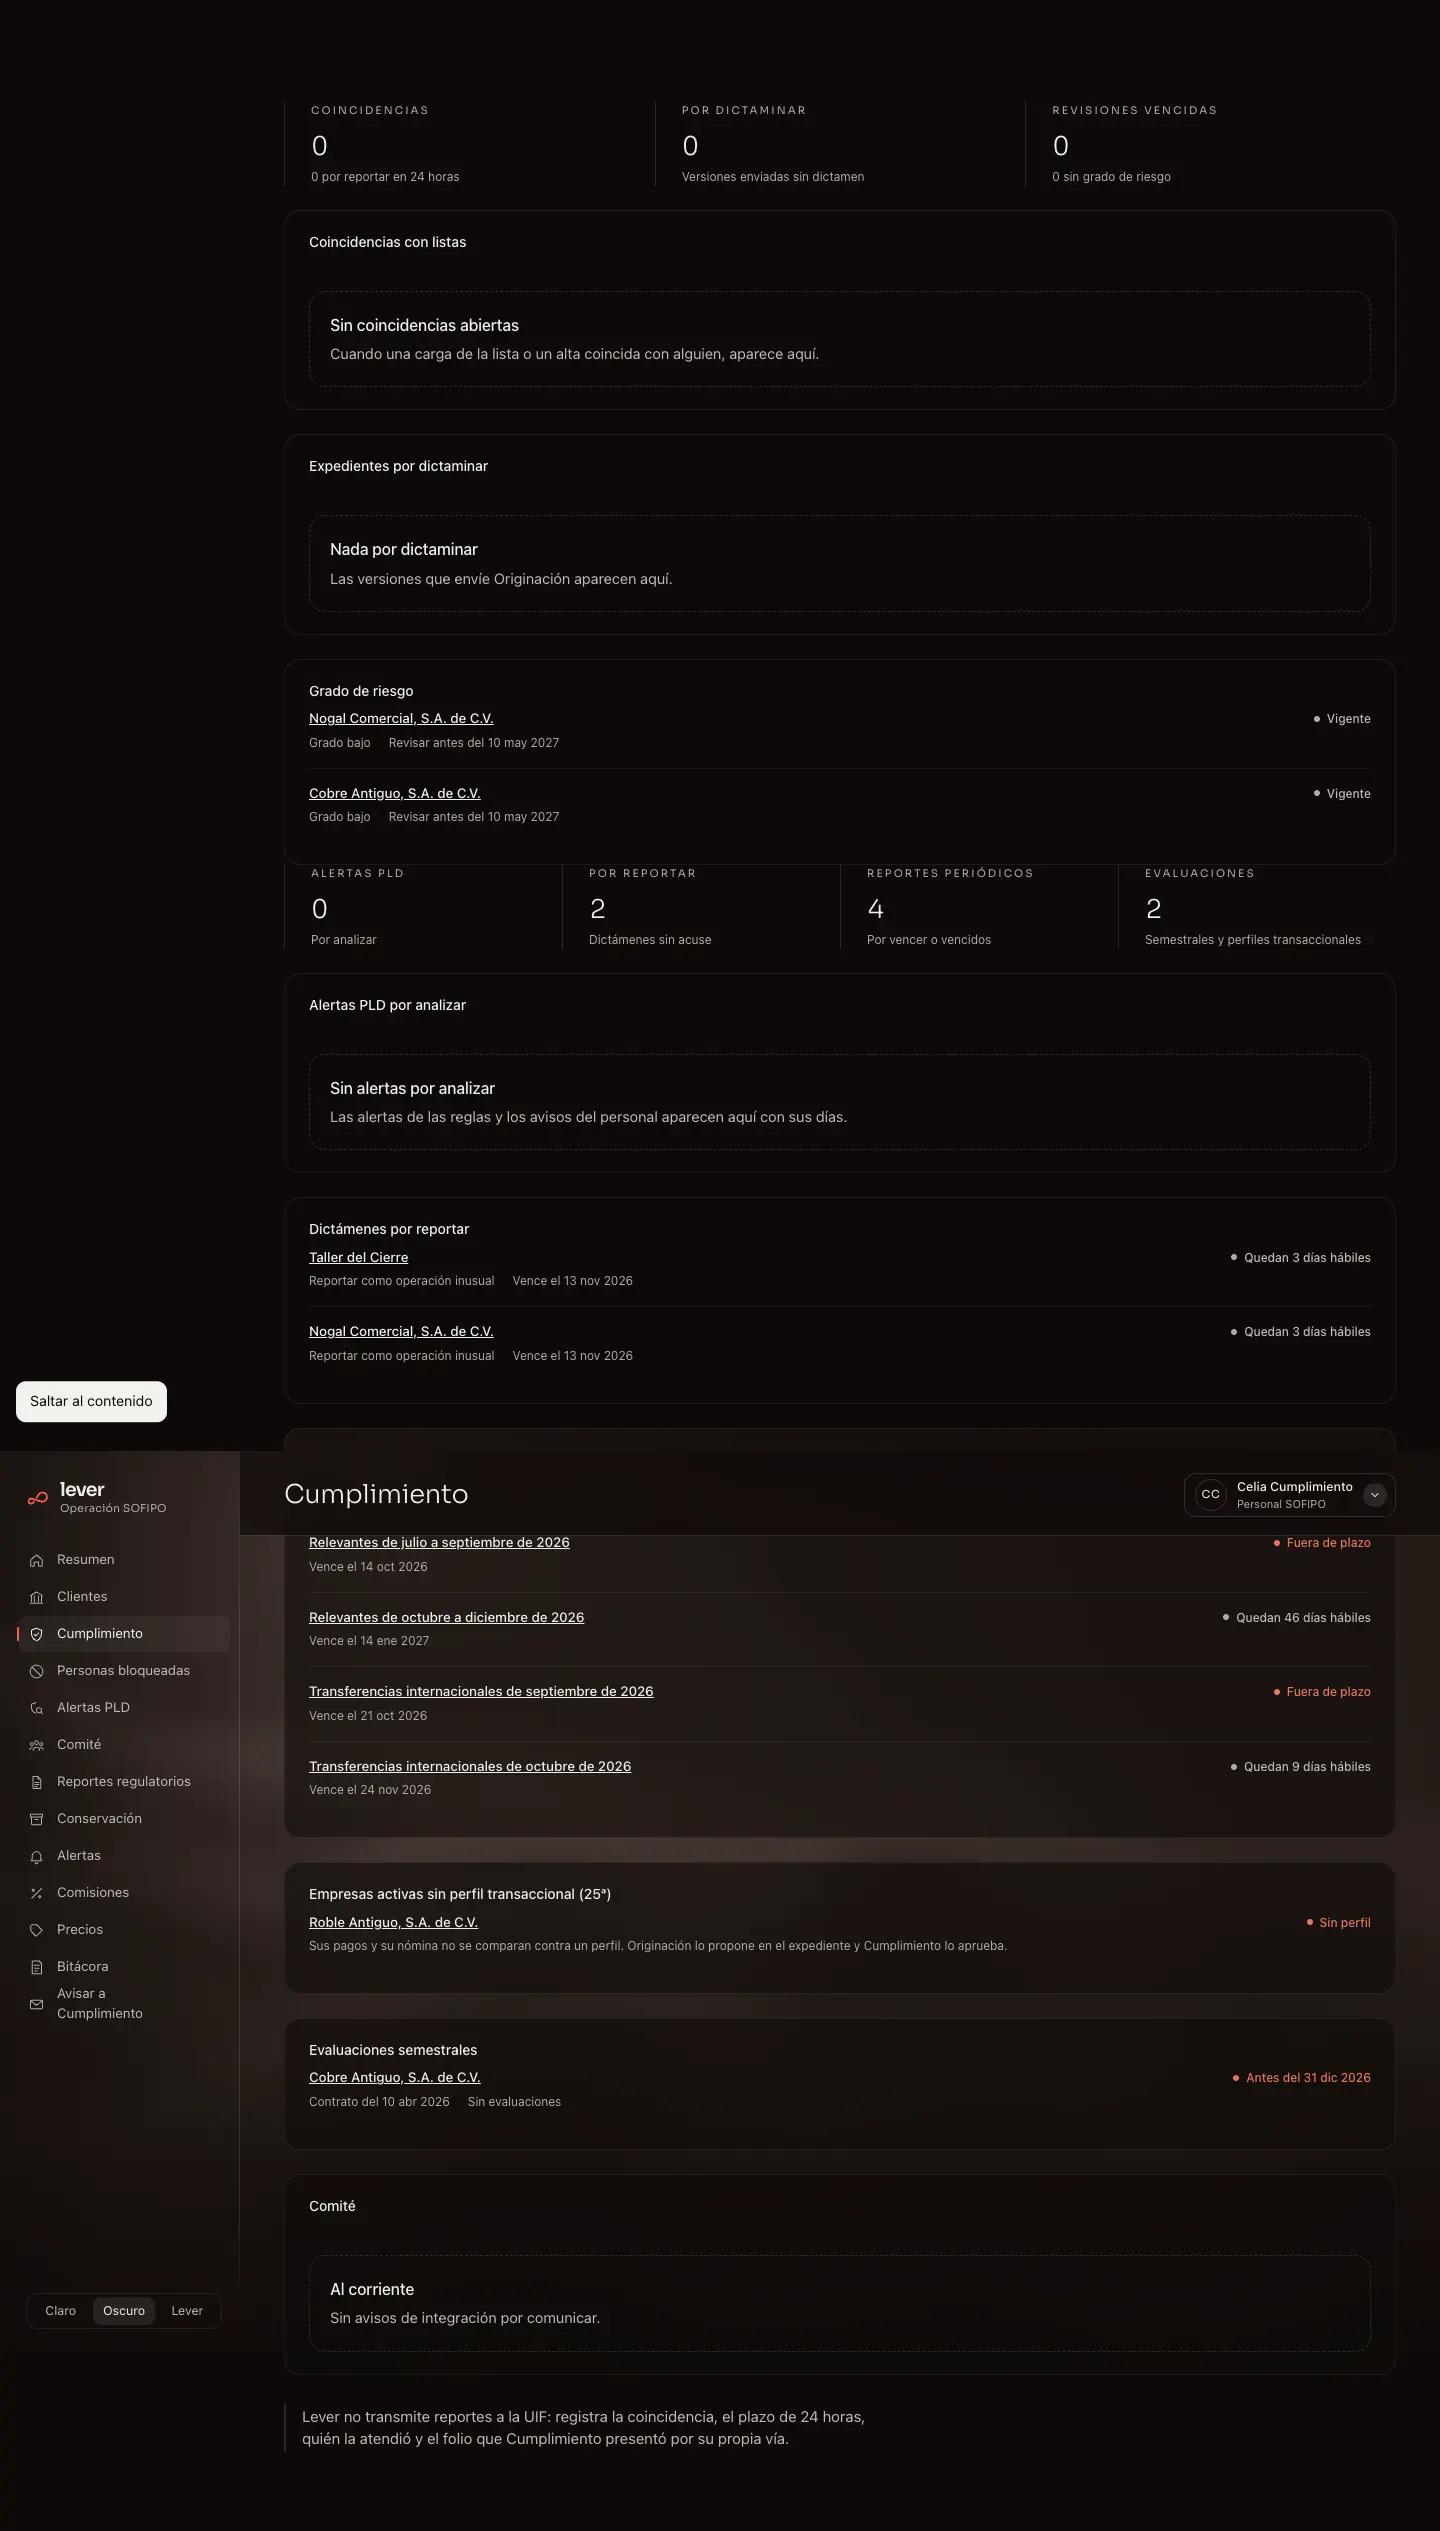 COINCIDENCIAS
0
0 por reportar en 24 horas
POR DICTAMINAR
0
Versiones enviadas sin dictamen
REVISIONES VENCIDAS
0
0 sin grado de riesgo
Coincidencias con listas
Sin coincidencias abiertas
Cuando una carga de la lista o un alta coincida con alguien, aparece aquí.
Expedientes por dictaminar
Nada por dictaminar
Las versiones que envíe Originación aparecen aquí.
Grado de riesgo
Nogal Comercial, S.A. de C.V.
Vigente
Grado bajo Revisar antes del 10 may 2027
Cobre Antiguo, S.A. de C.V.
Vigente
Grado bajo Revisar antes del 10 may 2027
ALERTAS PLD
0
Por analizar
POR REPORTAR
2
Dictámenes sin acuse
REPORTES PERIÓDICOS
4
Por vencer o vencidos
EVALUACIONES
2
Semestrales y perfiles transaccionales
Alertas PLD por analizar
Sin alertas por analizar
Las alertas de las reglas y los avisos del personal aparecen aquí con sus días.
Dictámenes por reportar
Taller del Cierre
Quedan 3 días hábiles
Reportar como operación inusual Vence el 13 nov 2026
Nogal Comercial, S.A. de C.V.
Quedan 3 días hábiles
Reportar como operación inusual Vence el 13 nov 2026
Saltar al contenido
lever
Operación SOFIPO
Resumen
Clientes
Cumplimiento
Personas bloqueadas
Alertas PLD
Comité
Reportes regulatorios
Conservación
Alertas
Comisiones
Precios
Bitácora
Avisar a
Cumplimiento
Claro Oscuro Lever
Cumplimiento
CC
Celia Cumplimiento
Personal SOFIPO
Relevantes de julio a septiembre de 2026
Fuera de plazo
Vence el 14 oct 2026
Relevantes de octubre a diciembre de 2026
Quedan 46 días hábiles
Vence el 14 ene 2027
Transferencias internacionales de septiembre de 2026
Fuera de plazo
Vence el 21 oct 2026
Transferencias internacionales de octubre de 2026
Quedan 9 días hábiles
Vence el 24 nov 2026
Empresas activas sin perfil transaccional (25ª)
Roble Antiguo, S.A. de C.V.
Sin perfil
Sus pagos y su nómina no se comparan contra un perfil. Originación lo propone en el expediente y Cumplimiento lo aprueba.
Evaluaciones semestrales
Cobre Antiguo, S.A. de C.V.
Antes del 31 dic 2026
Contrato del 10 abr 2026 Sin evaluaciones
Comité
Al corriente
Sin avisos de integración por comunicar.
Lever no transmite reportes a la UIF: registra la coincidencia, el plazo de 24 horas,
quién la atendió y el folio que Cumplimiento presentó por su propia vía.